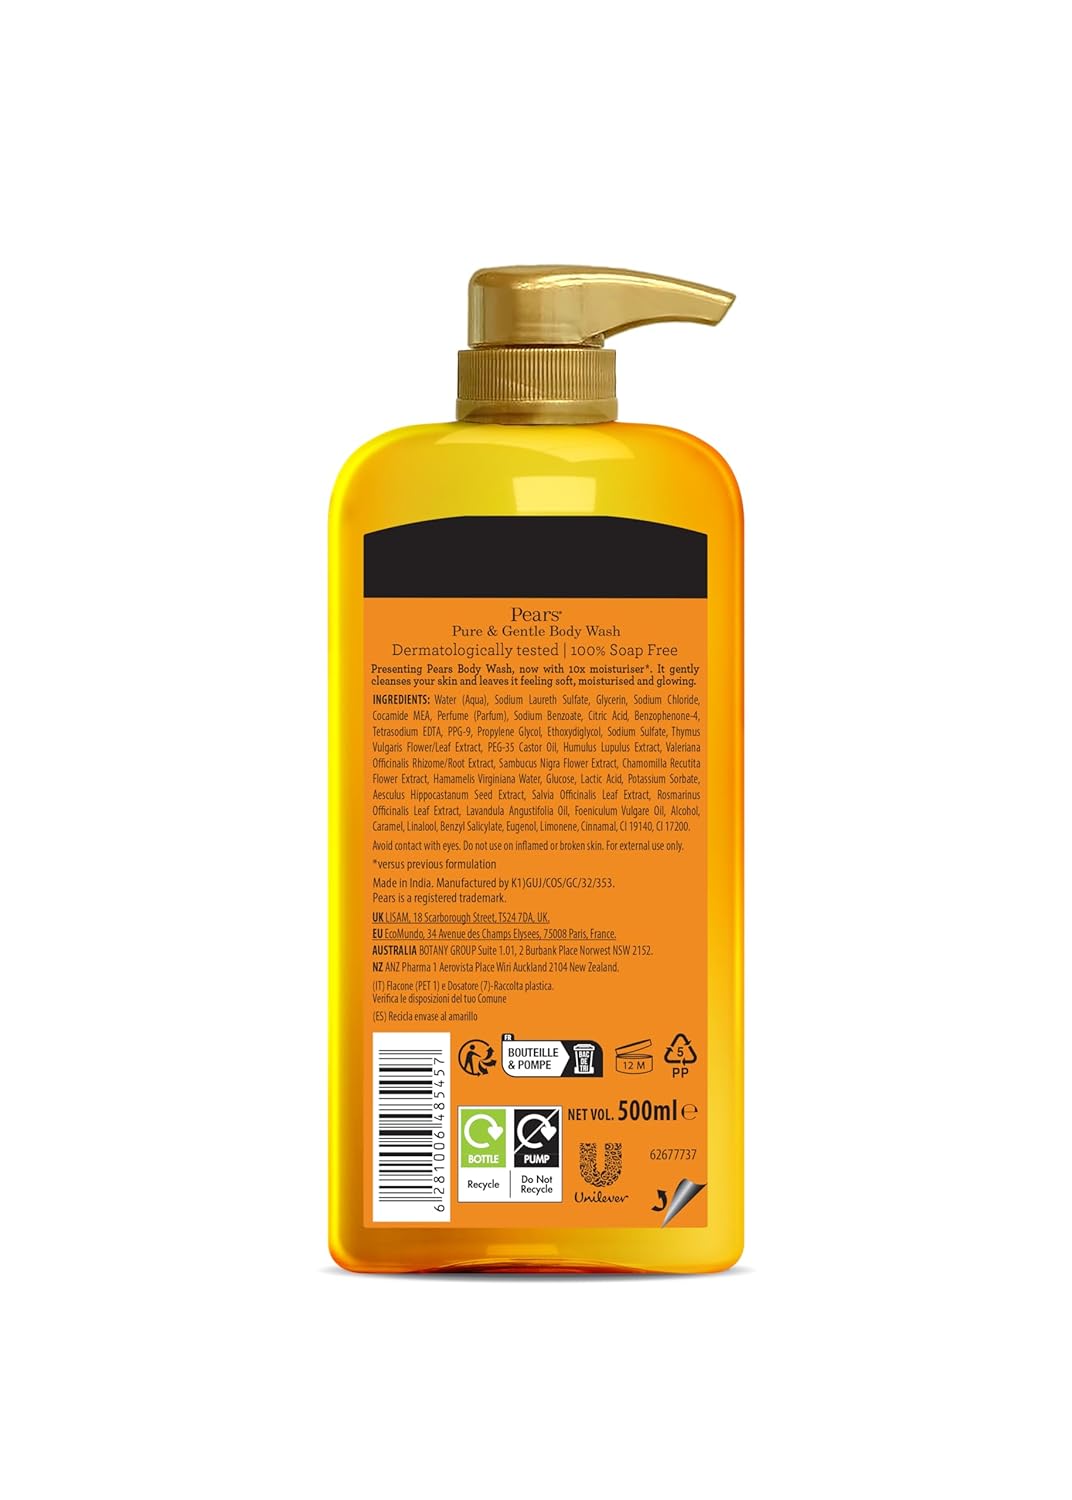 Pears®
Pure & Gentle Body Wash
Dermatologically tested | 100% Soap Free
Presenting Pears Body Wash, now with 10x moisturiser*. It gently
cleanses your skin and leaves it feeling soft, moisturised and glowing.
INGREDIENTS: Water (Aqua), Sodium Laureth Sulfate, Glycerin, Sodium Chloride,
Cocamide MEA, Perfume (Parfum), Sodium Benzoate, Citric Acid, Benzophenone-4,
Tetrasodium EDTA, PPG-9, Propylene Glycol, Ethoxydiglycol, Sodium Sulfate, Thymus
Vulgaris Flower/Leaf Extract, PEG-35 Castor Oil, Humulus Lupulus Extract, Valeriana
Officinalis Rhizome/Root Extract, Sambucus Nigra Flower Extract, Chamomilla Recutita
Flower Extract, Hamamelis Virginiana Water, Glucose, Lactic Acid, Potassium Sorbate,
Aesculus Hippocastanum Seed Extract, Salvia Officinalis Leaf Extract, Rosmarinus
Officinalis Leaf Extract, Lavandula Angustifolia Oil, Foeniculum Vulgare Oil, Alcohol,
Caramel, Linalool, Benzyl Salicylate, Eugenol, Limonene, Cinnamal, CI 19140, CI 17200.
Avoid contact with eyes. Do not use on inflamed or broken skin. For external use only.
*versus previous formulation
Made in India. Manufactured by K1)GUJ/COS/GC/32/353.
Pears is a registered trademark.
UK LISAM, 18 Scarborough Street, TS24 7DA, UK.
EU EcoMundo, 34 Avenue des Champs Elysees, 75008 Paris, France.
AUSTRALIA BOTANY GROUP Suite 1.01, 2 Burbank Place Norwest NSW 2152.
NZ ANZ Pharma 1 Aerovista Place Wiri Auckland 2104 New Zealand.
(IT) Flacone (PET 1) e Dosatore (7)-Raccolta plastica.
Verifica le disposizioni del tuo Comune
(ES) Recicla envase al amarillo
6 281006 485457
FR
BOUTEILLE
& POMPE
BAC
DE
TRI
12 M
5
PP
BOTTLE
Recycle
PUMP
Do Not
Recycle
NET VOL. 500ml ℮
Unilever
62677737